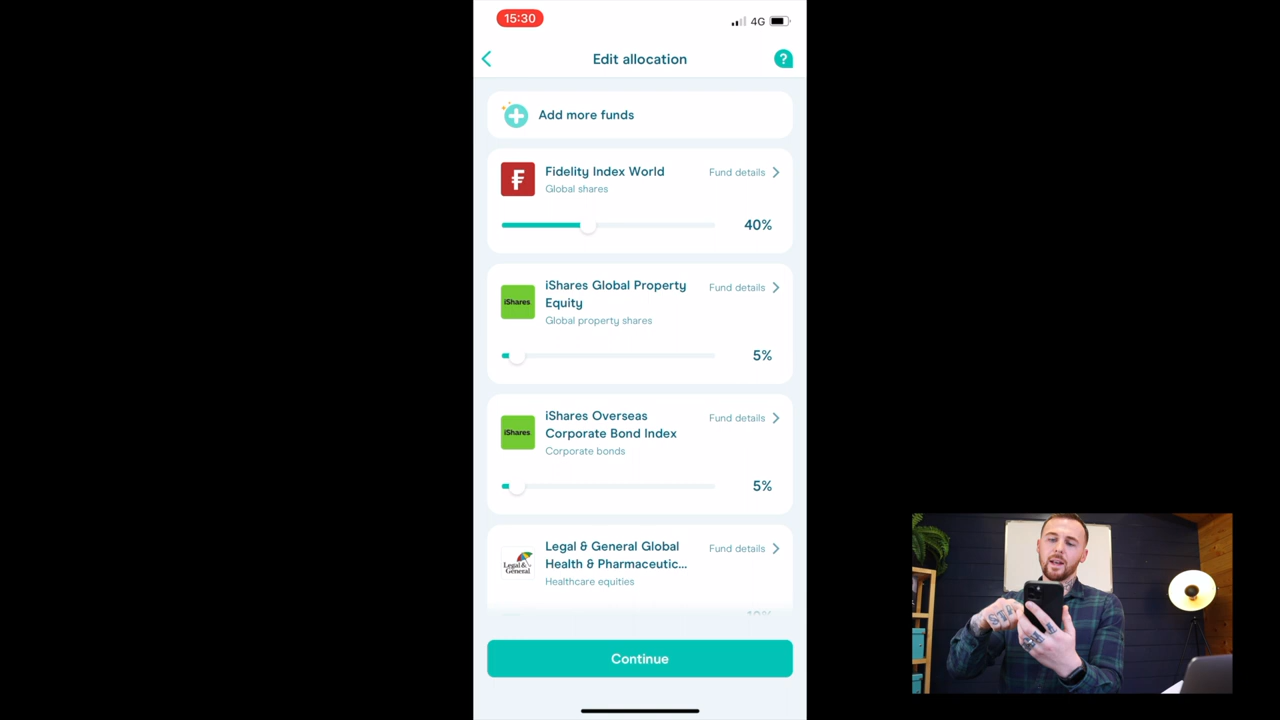 15:30
4G
Edit allocation
?
Add more funds
Fidelity Index World
Fund details
Global shares
40%
iShares
iShares Global Property
Equity
Fund details
Global property shares
5%
iShares
iShares Overseas
Corporate Bond Index
Fund details
Corporate bonds
5%
Legal &
General
Legal & General Global
Health & Pharmaceutic...
Fund details
Healthcare equities
Continue